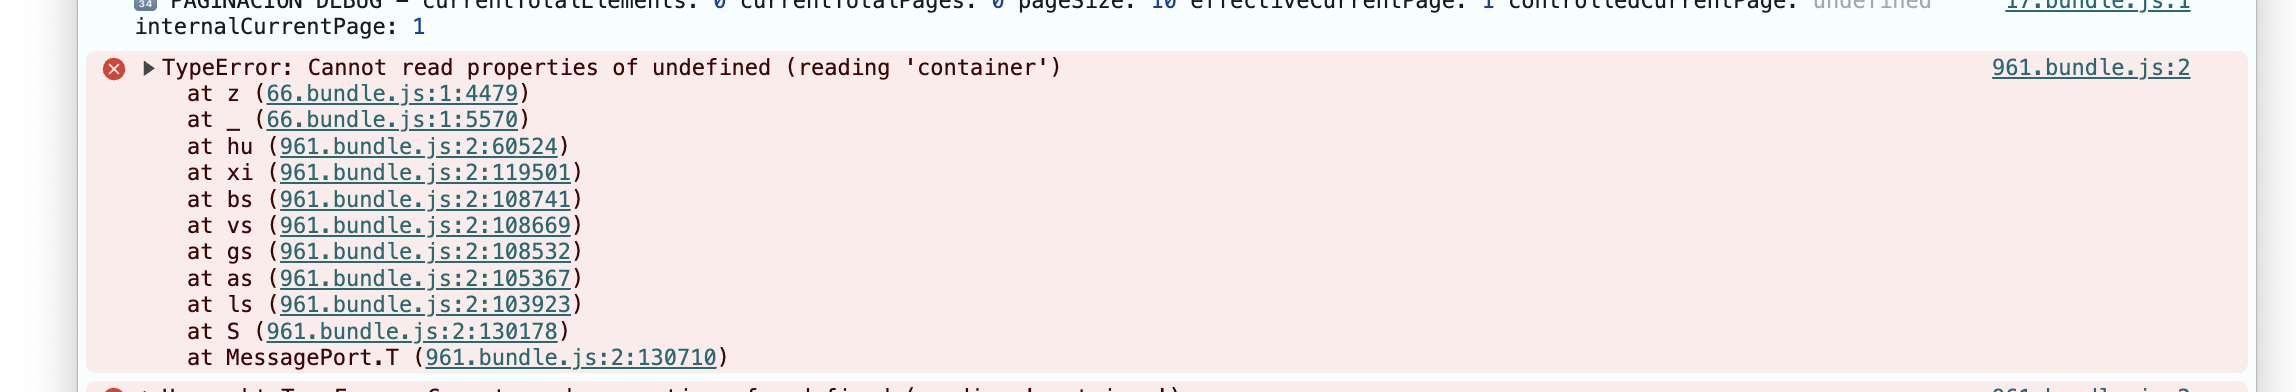 34 PAGINACIÓN DEBUG – currentTotalElements: 0 currentTotalPages: 0 pageSize: 10 effectiveCurrentPage: 1 controlledCurrentPage: undefined 17.bundle.js:1
internalCurrentPage: 1
TypeError: Cannot read properties of undefined (reading 'container') 961.bundle.js:2
at z (66.bundle.js:1:4479)
at _ (66.bundle.js:1:5570)
at hu (961.bundle.js:2:60524)
at xi (961.bundle.js:2:119501)
at bs (961.bundle.js:2:108741)
at vs (961.bundle.js:2:108669)
at gs (961.bundle.js:2:108532)
at as (961.bundle.js:2:105367)
at ls (961.bundle.js:2:103923)
at S (961.bundle.js:2:130178)
at MessagePort.T (961.bundle.js:2:130710)